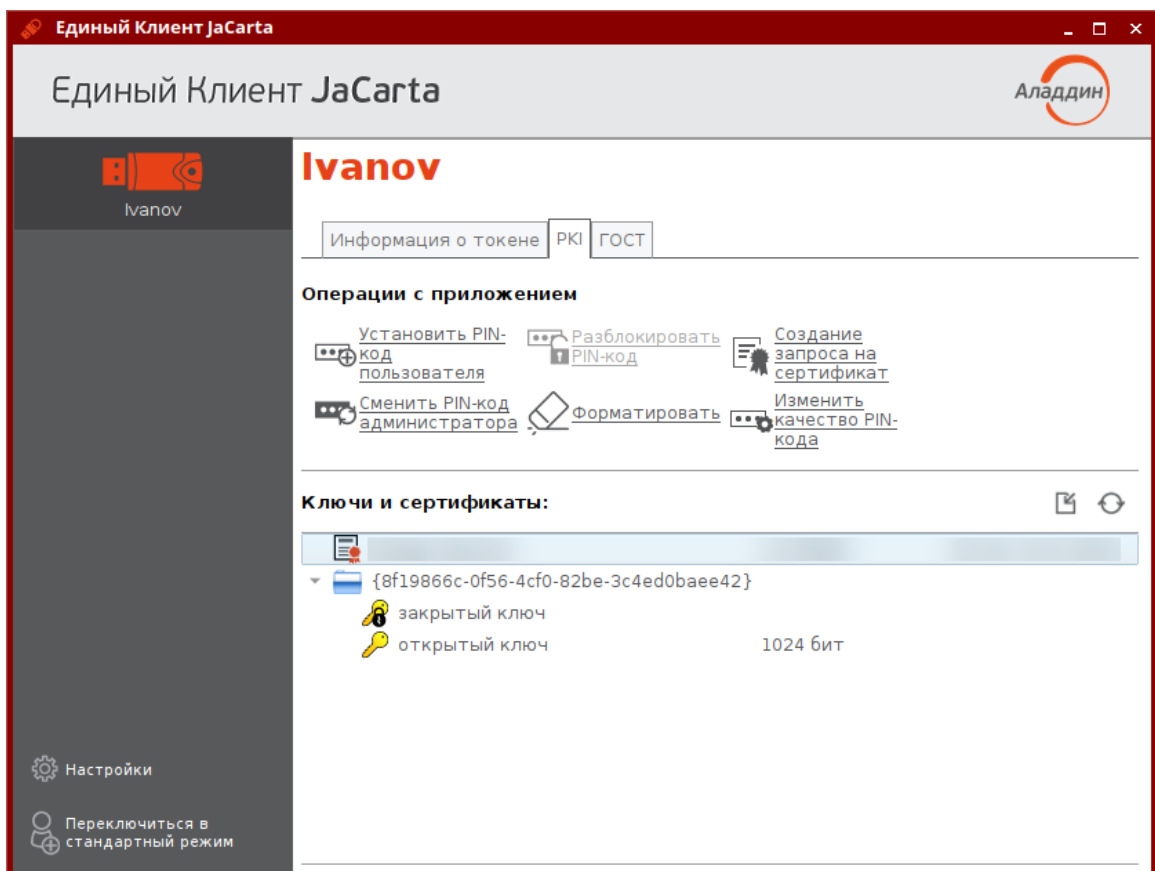 Единый Клиент JaCarta
Единый Клиент JaCarta
Аладдин
Ivanov
Ivanov
Информация о токене PKI ГОСТ
Операции с приложением
Установить PIN-
код
пользователя
Разблокировать
PIN-код
Создание
запроса на
сертификат
Сменить PIN-код
администратора
Форматировать
Изменить
качество PIN-
кода
Ключи и сертификаты:
{8f19866c-0f56-4cf0-82be-3c4ed0baee42}
закрытый ключ
открытый ключ 1024 бит
Настройки
Переключиться в
стандартный режим